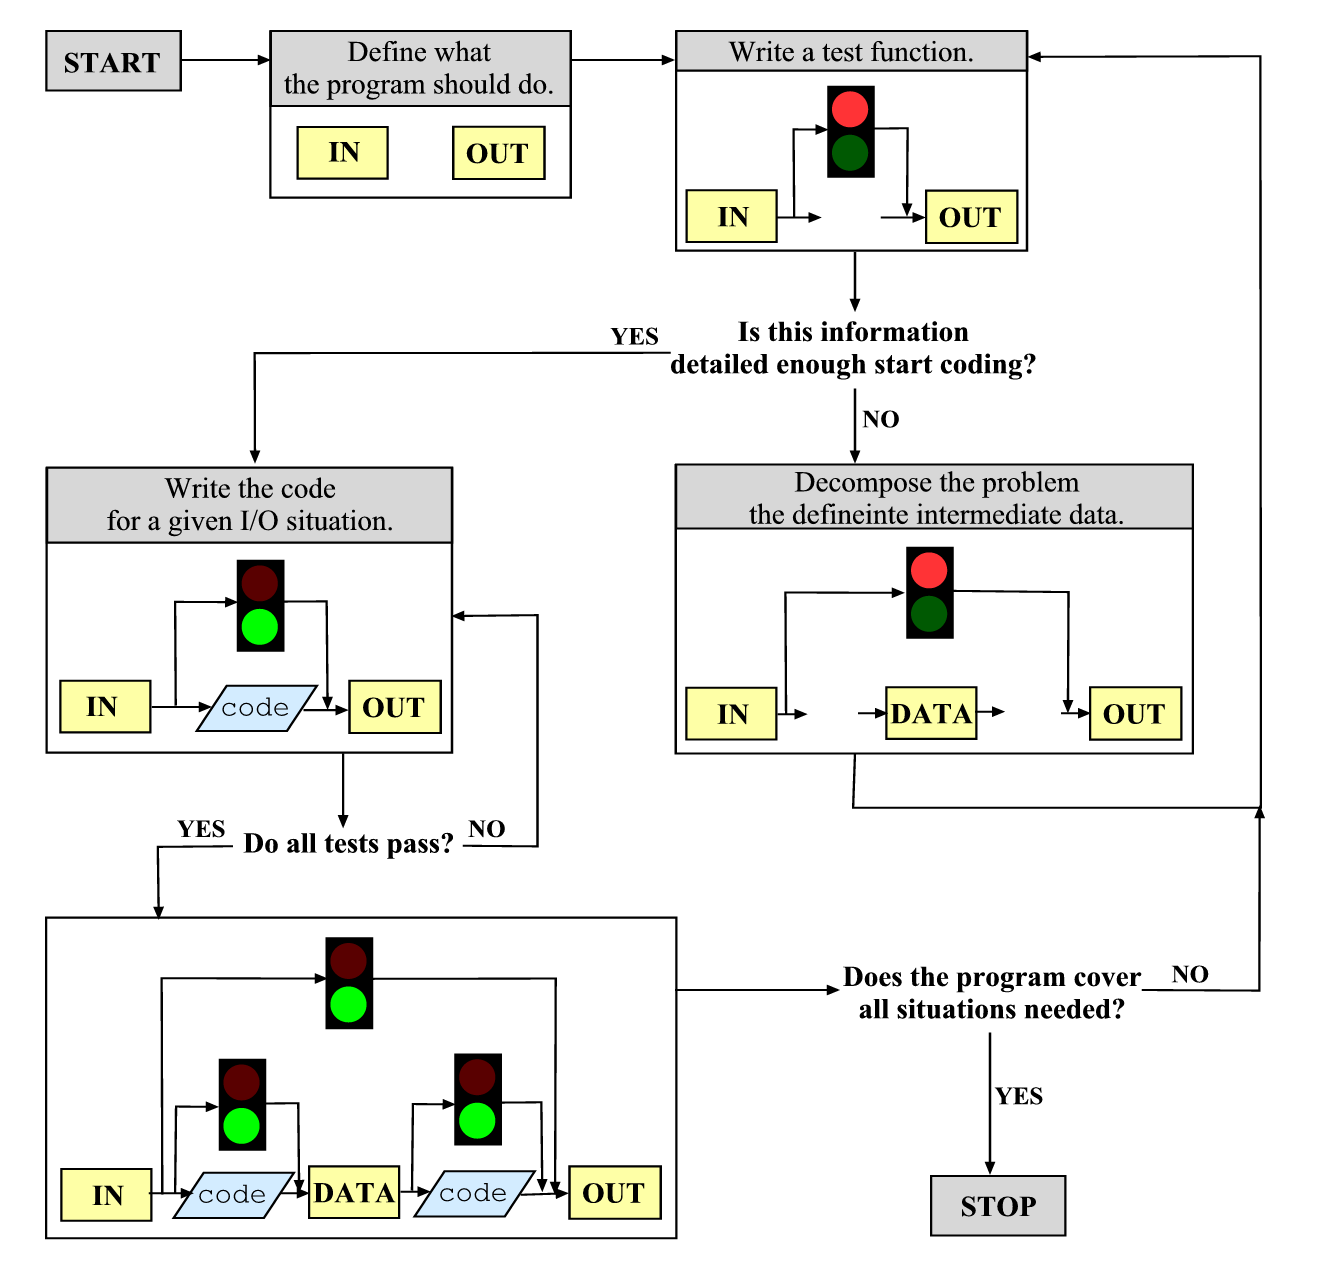 START
Define what
the program should do.
IN
OUT
Write a test function.
IN
OUT
Is this information
detailed enough start coding?
YES
NO
Write the code
for a given I/O situation.
IN
code
OUT
Decompose the problem
the defineinte intermediate data.
IN
DATA
OUT
YES
Do all tests pass?
NO
IN
code
DATA
code
OUT
Does the program cover
all situations needed?
NO
YES
STOP